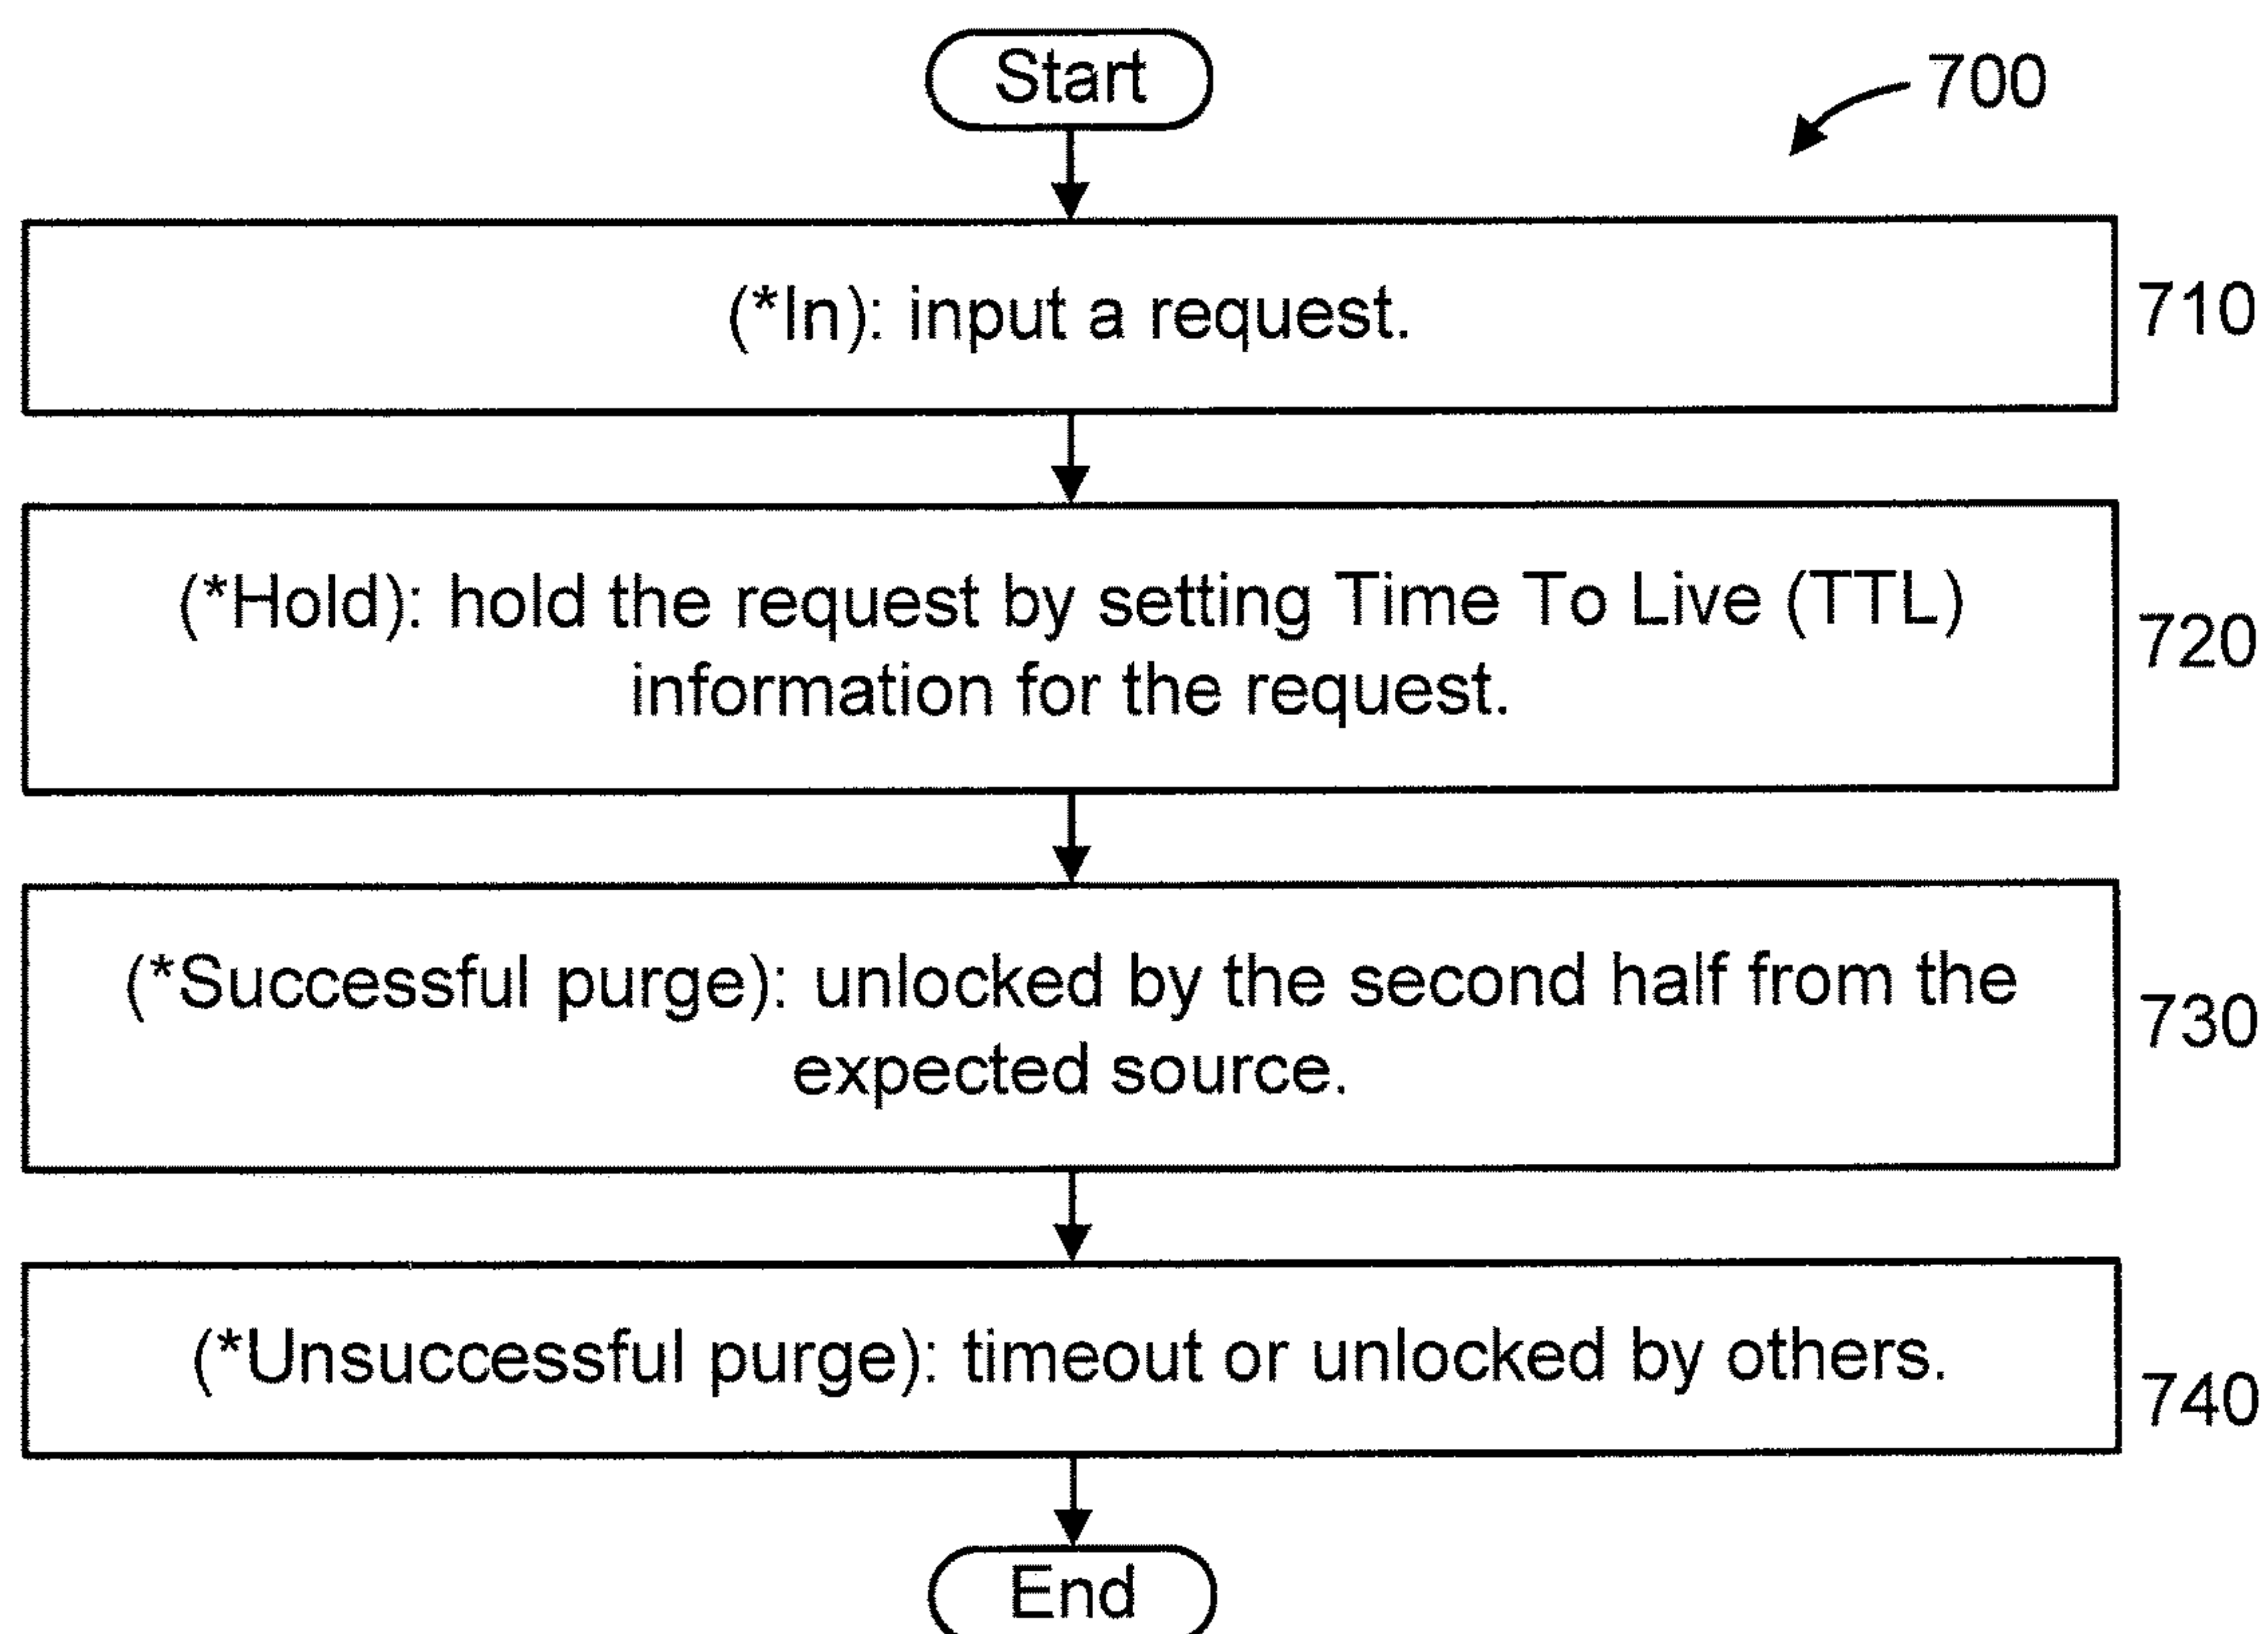 Start
700
(*In): input a request.
710
(*Hold): hold the request by setting Time To Live (TTL)
information for the request.
720
(*Successful purge): unlocked by the second half from the
expected source.
730
(*Unsuccessful purge): timeout or unlocked by others.
740
End